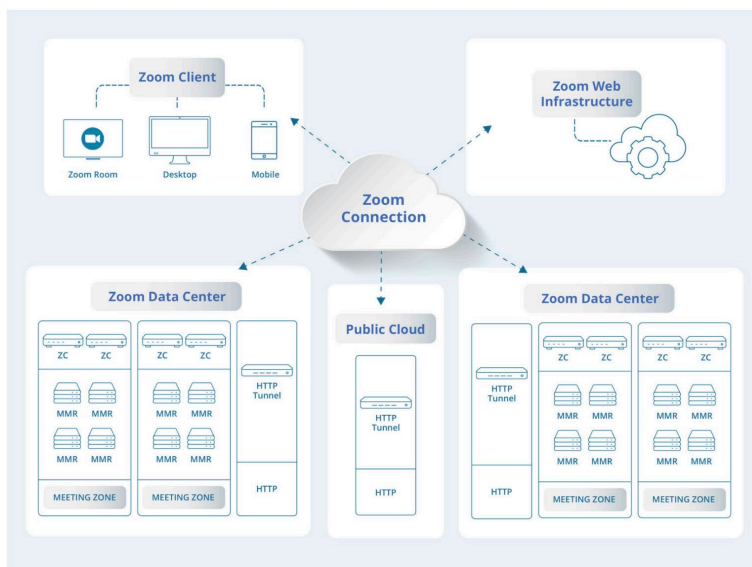 Zoom Client
Zoom Room
Desktop
Mobile
Zoom Web
Infrastructure
Zoom
Connection
Zoom Data Center
ZC ZC
MMR MMR
MMR MMR
MEETING ZONE
ZC ZC
MMR MMR
MMR MMR
MEETING ZONE
HTTP
Tunnel
HTTP
Public Cloud
HTTP
Tunnel
HTTP
Zoom Data Center
HTTP
Tunnel
HTTP
ZC ZC
MMR MMR
MMR MMR
MEETING ZONE
ZC ZC
MMR MMR
MMR MMR
MEETING ZONE